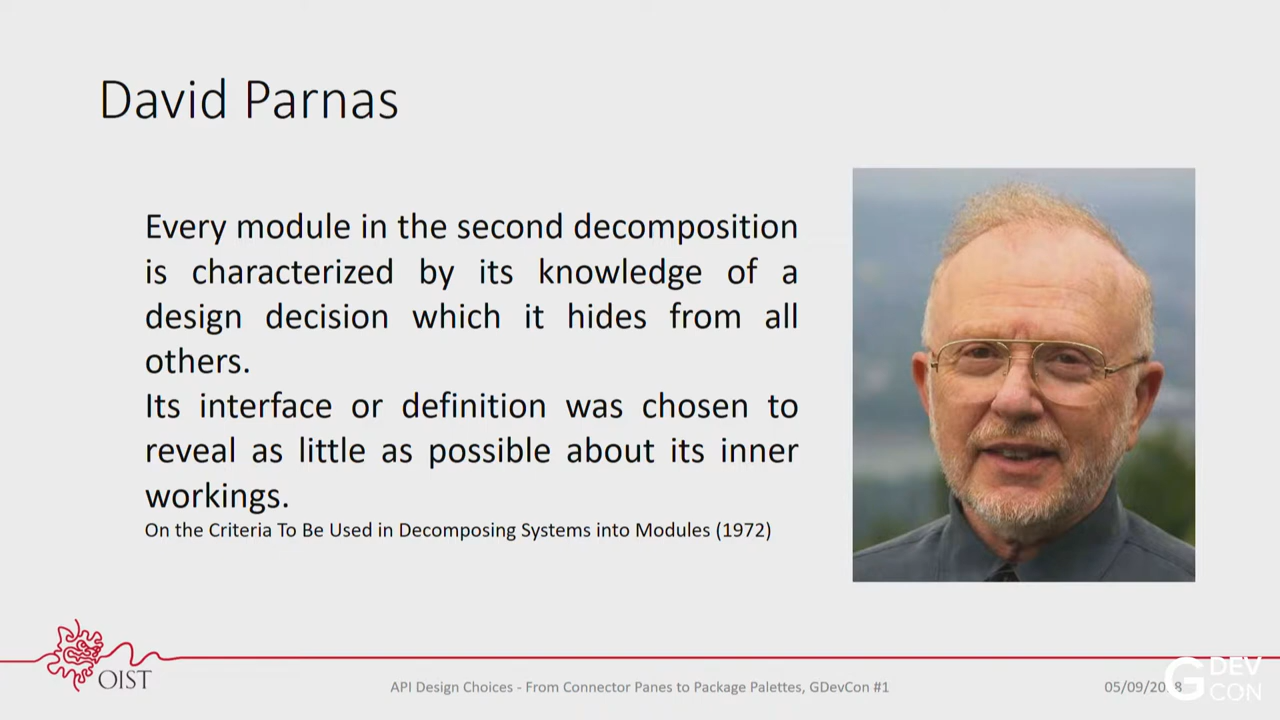 David Parnas
Every module in the second decomposition
is characterized by its knowledge of a
design decision which it hides from all
others.
Its interface or definition was chosen to
reveal as little as possible about its inner
workings.
On the Criteria To Be Used in Decomposing Systems into Modules (1972)
OIST
API Design Choices - From Connector Panes to Package Palettes, GDevCon #1
05/09/2018
G DEV
CON